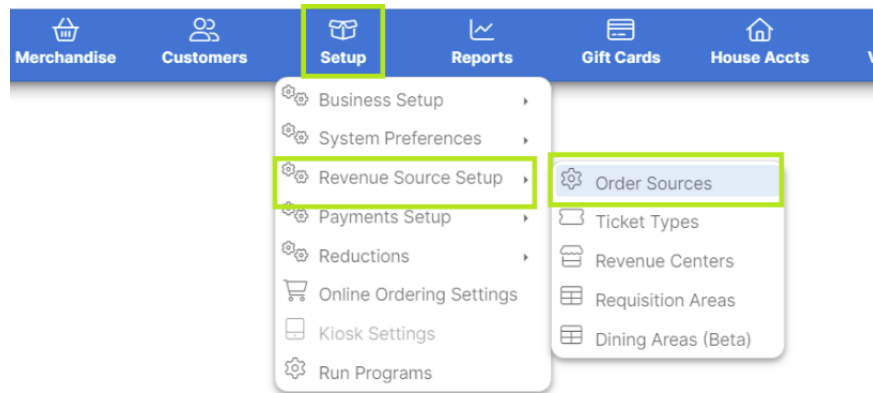 Merchandise
Customers
Setup
Reports
Gift Cards
House Accts
Business Setup
System Preferences
Revenue Source Setup
Payments Setup
Reductions
Online Ordering Settings
Kiosk Settings
Run Programs
Order Sources
Ticket Types
Revenue Centers
Requisition Areas
Dining Areas (Beta)